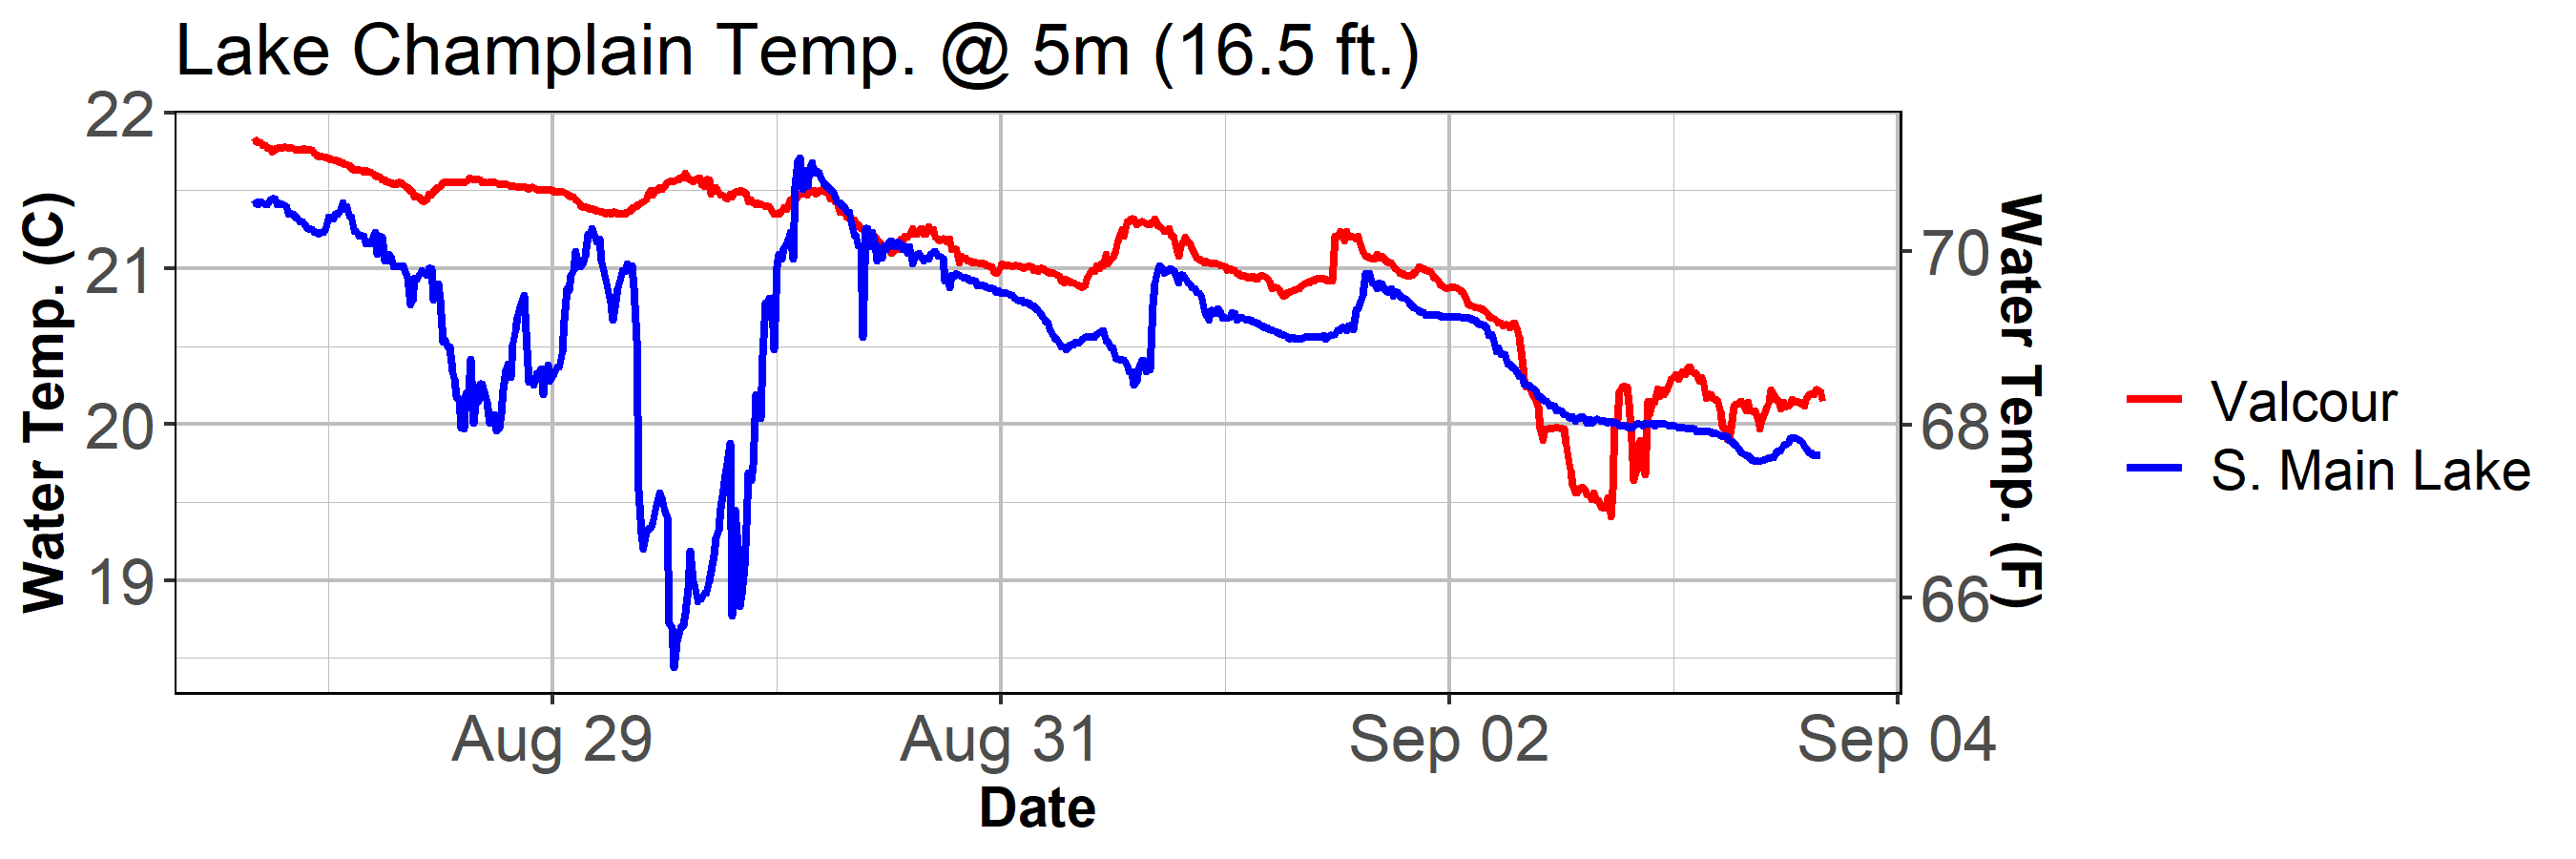 Lake Champlain Temp. @ 5m (16.5 ft.)
Water Temp. (C)
22
21
20
19
70
68
66
Water Temp. (F)
Aug 29
Aug 31
Sep 02
Sep 04
Date
Valcour
S. Main Lake